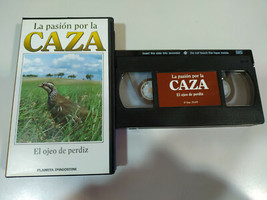 La pasión por la
CAZA
El ojeo de perdiz
PLANETA DeAGOSTINI
La pasión por la
CAZA
El ojeo de perdiz